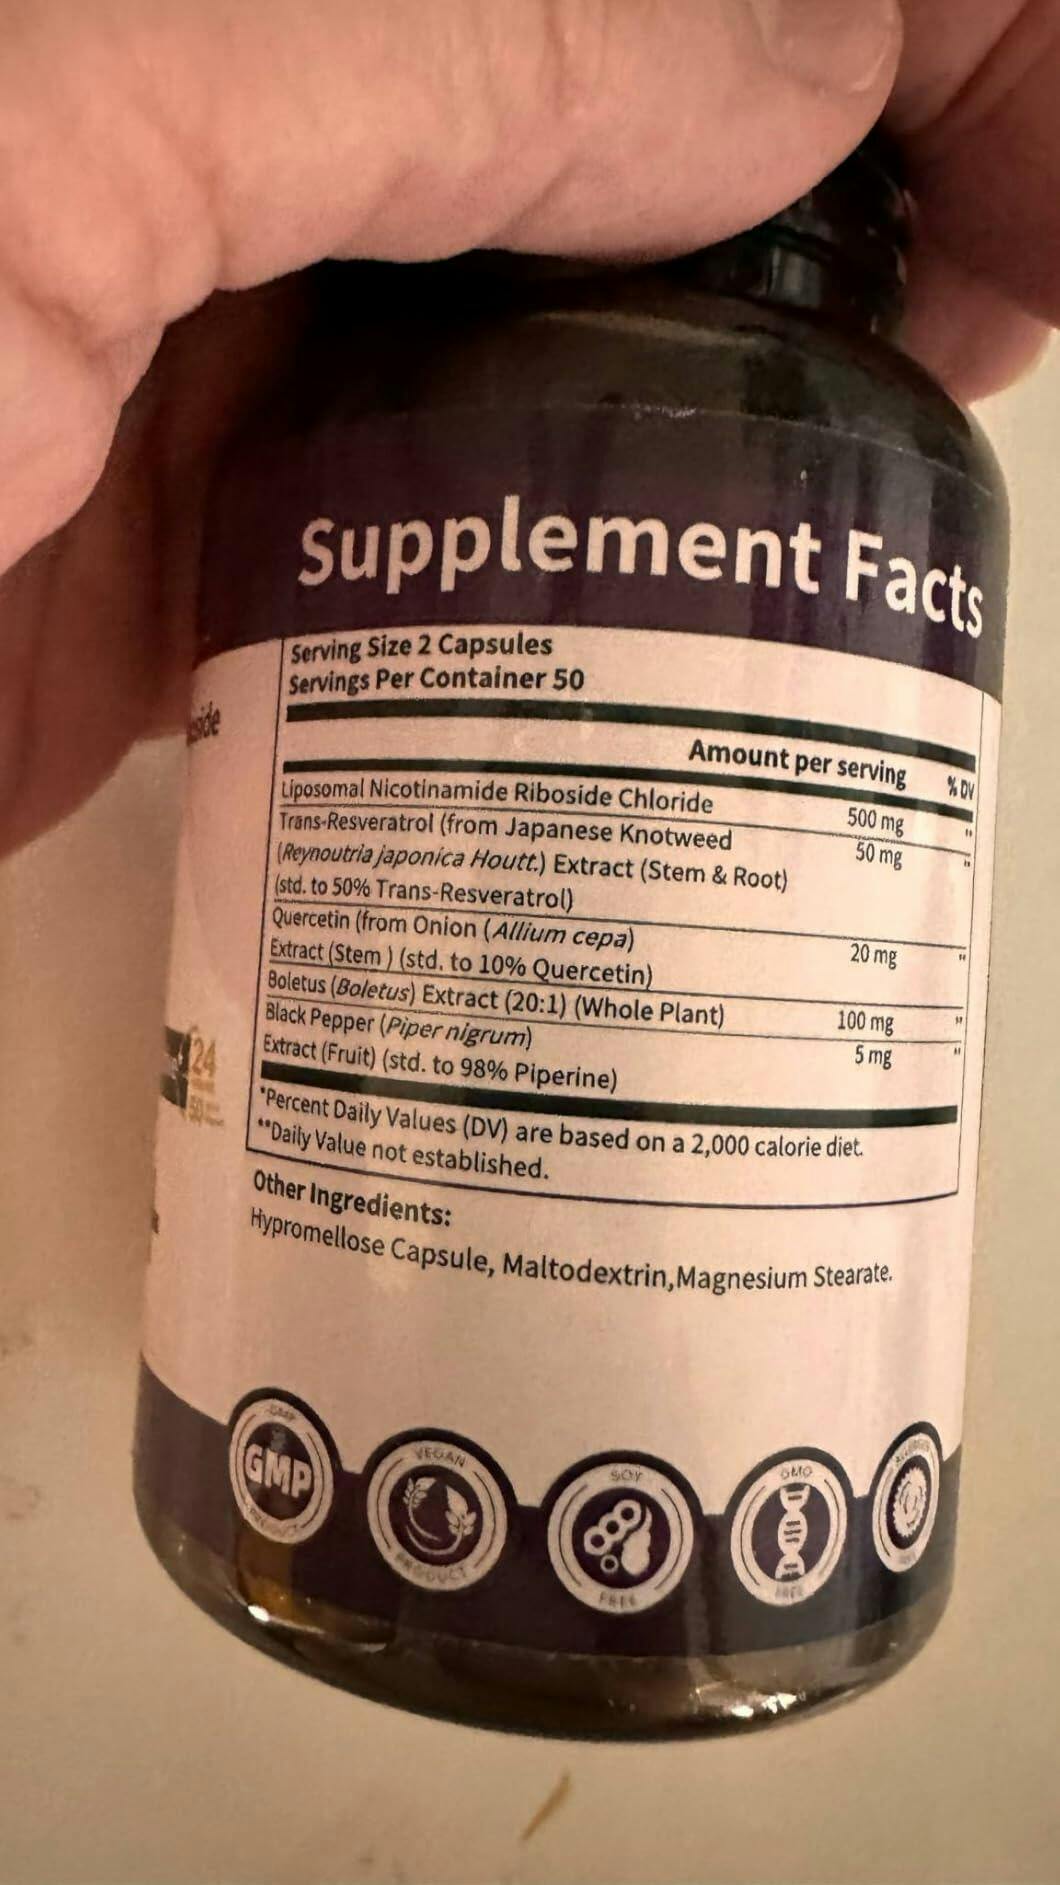 Supplement Facts
Serving Size 2 Capsules
Servings Per Container 50
Amount per serving % DV
Liposomal Nicotinamide Riboside Chloride 500 mg **
Trans-Resveratrol (from Japanese Knotweed 50 mg **
(Reynoutria japonica Houtt.) Extract (Stem & Root)
(std. to 50% Trans-Resveratrol)
Quercetin (from Onion (Allium cepa) 20 mg **
Extract (Stem ) (std. to 10% Quercetin)
Boletus (Boletus) Extract (20:1) (Whole Plant) 100 mg **
Black Pepper (Piper nigrum) 5 mg **
Extract (Fruit) (std. to 98% Piperine)
*Percent Daily Values (DV) are based on a 2,000 calorie diet.
**Daily Value not established.
Other Ingredients:
Hypromellose Capsule, Maltodextrin,Magnesium Stearate.
24
GMP
GMP
PRODUCT
VEGAN
PRODUCT
SOY
FREE
GMO
FREE